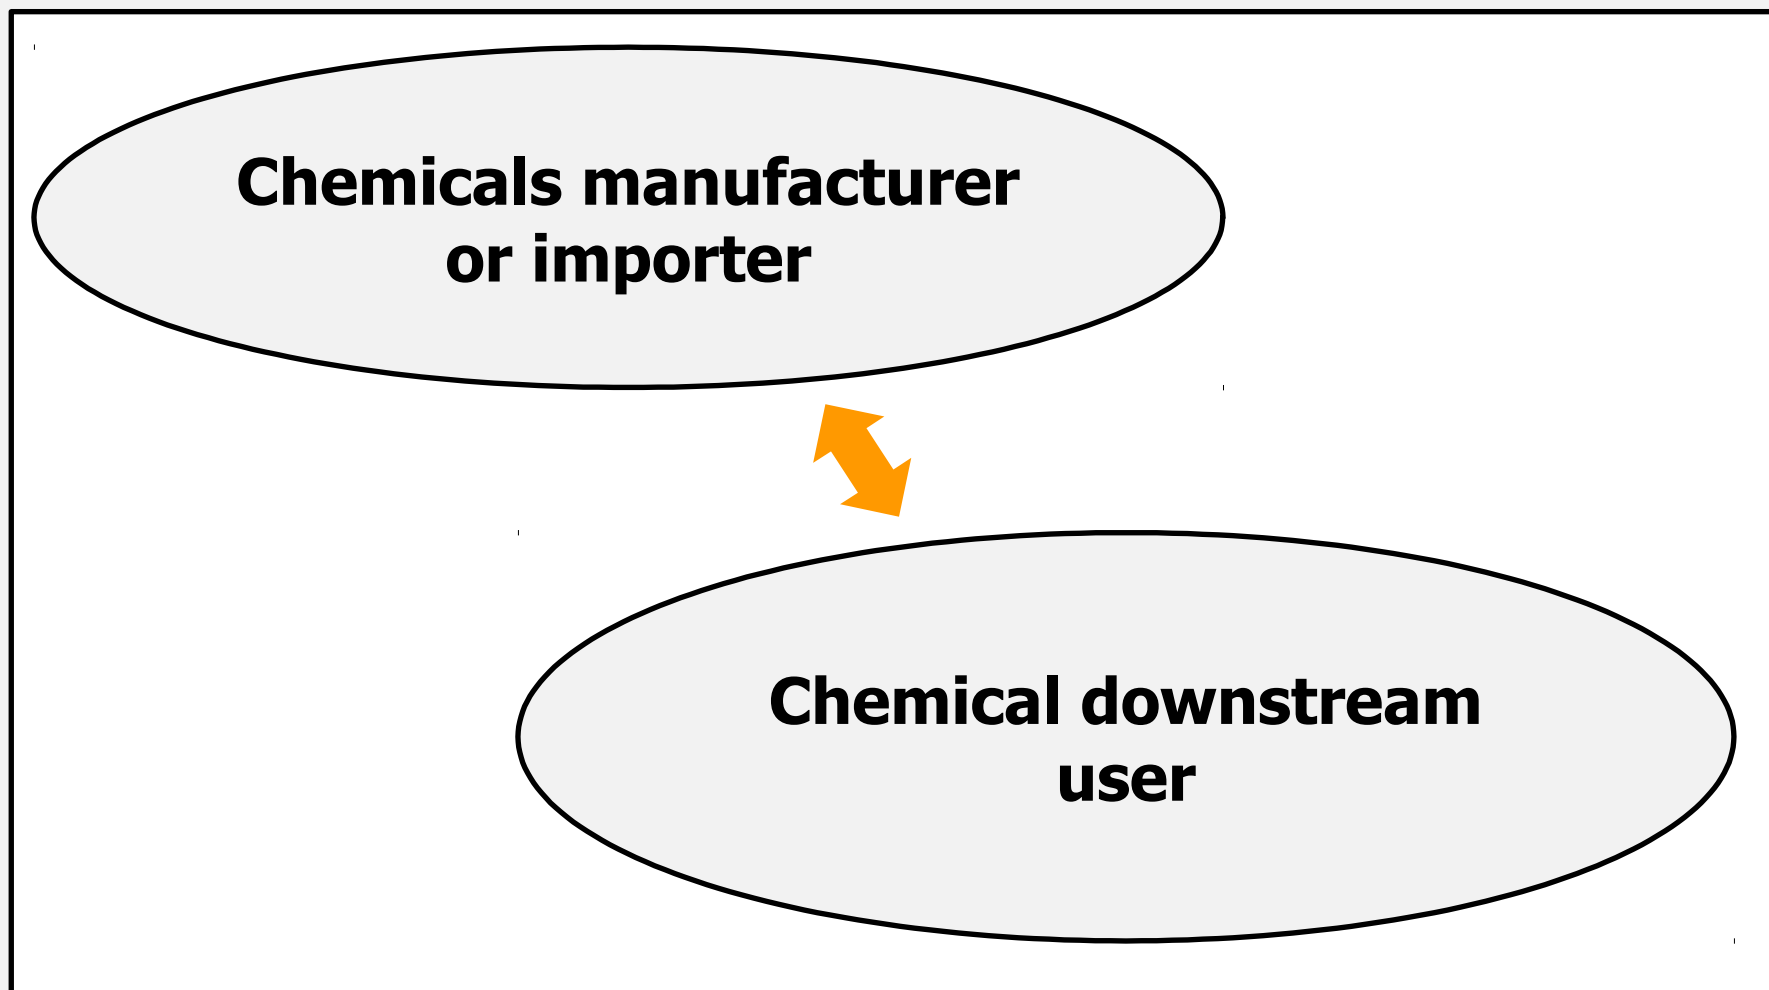 Chemicals manufacturer
or importer
Chemical downstream
user